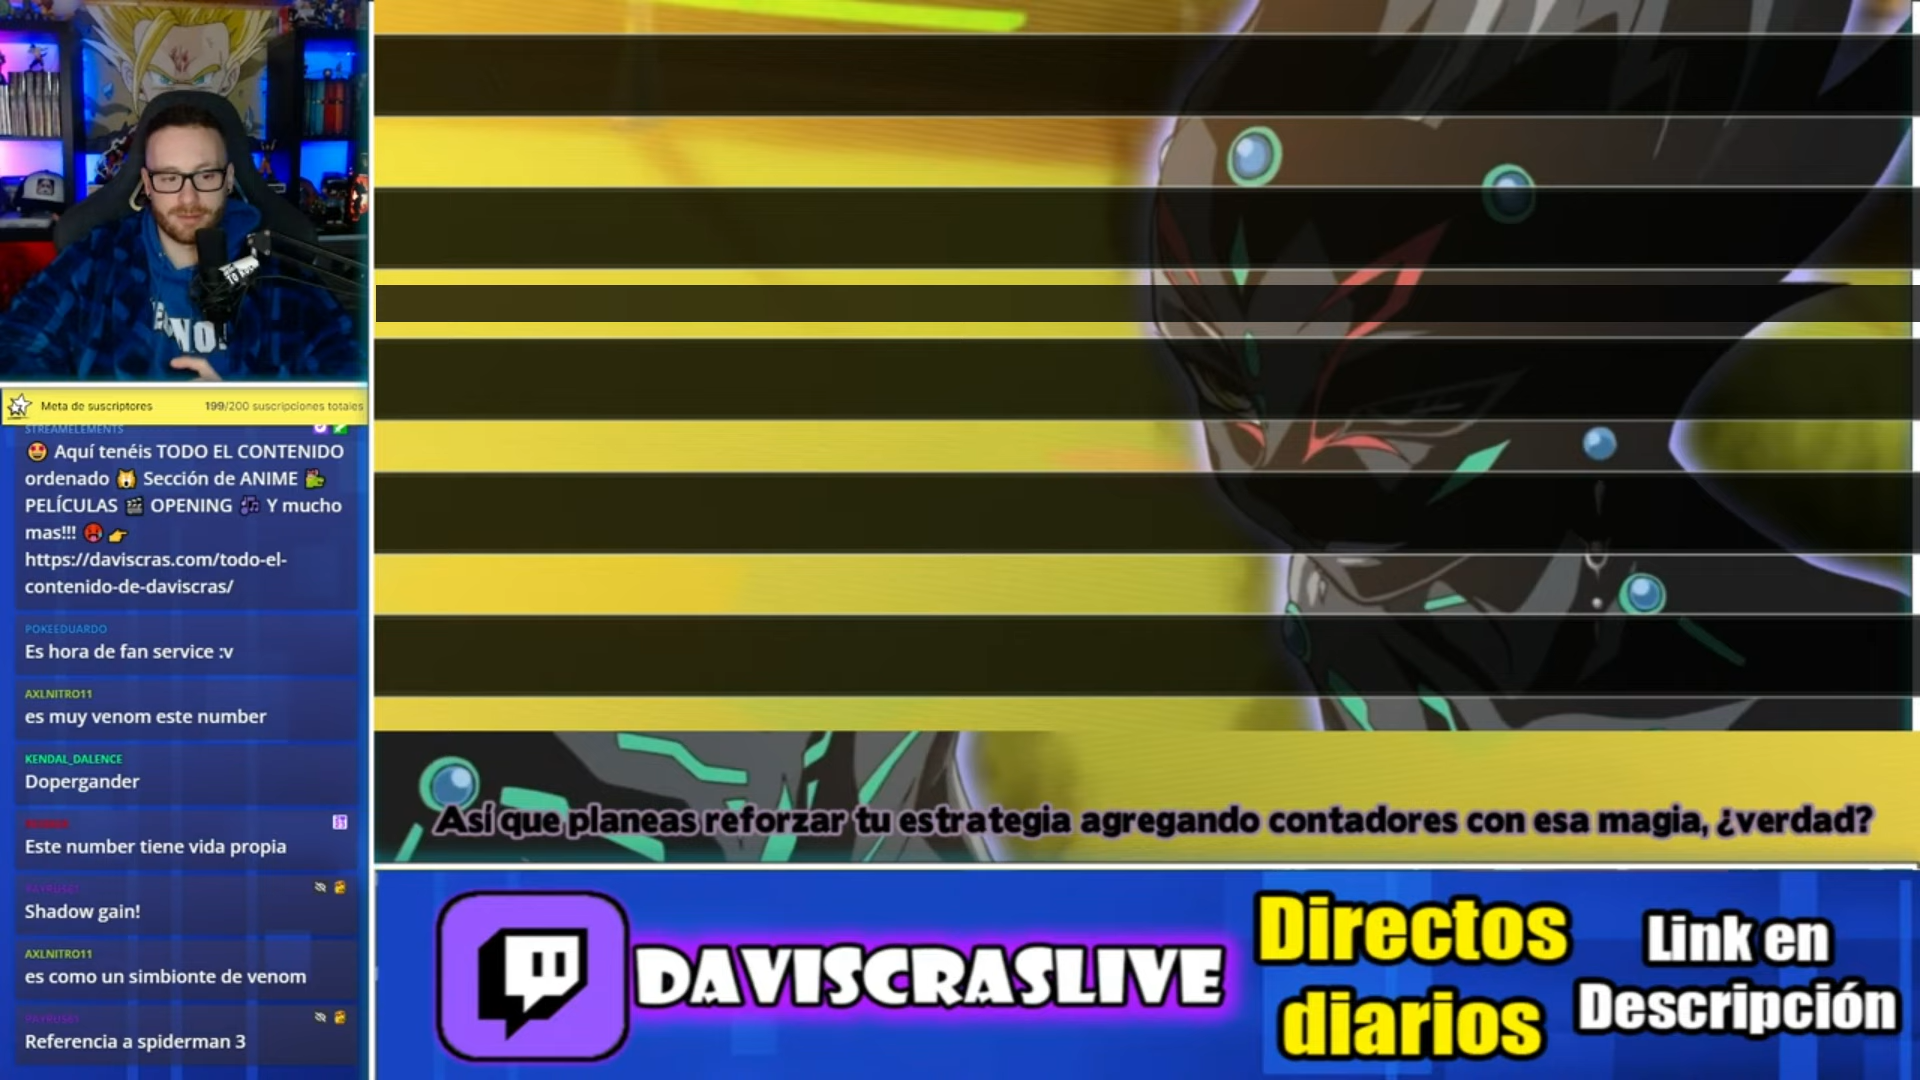 Meta de suscriptores
199/200 suscripciones totales
STREAMELEMENTS
Aquí tenéis TODO EL CONTENIDO
ordenado Sección de ANIME
PELÍCULAS OPENING Y mucho
mas!!!
https://daviscras.com/todo-el-
contenido-de-daviscras/
POKEEDUARDO
Es hora de fan service :v
AXLNITRO11
es muy venom este number
KENDAL_DALENCE
Dopergander
Este number tiene vida propia
Shadow gain!
AXLNITRO11
es como un simbionte de venom
Referencia a spiderman 3
Así que planeas reforzar tu estrategia agregando contadores con esa magia, ¿verdad?
DAVISCRASLIVE
Directos
diarios
Link en
Descripción